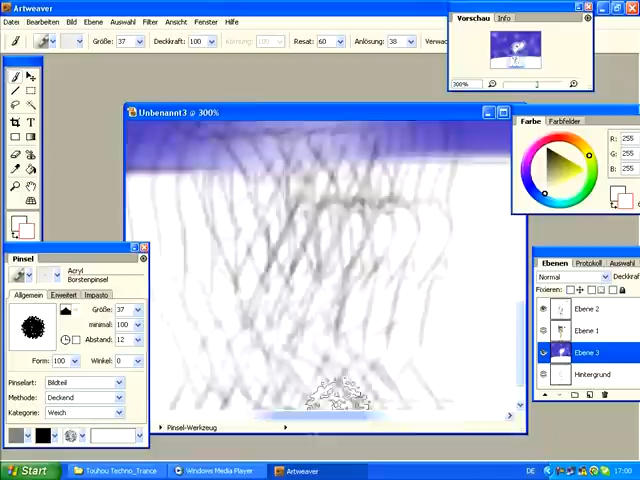 Artweaver
Datei Bearbeiten Bild Ebene Auswahl Filter Ansicht Fenster Hilfe
Größe: 37 Deckkraft: 100 Körnung: 100 Resat: 60 Anlösung: 38 Verwac
Vorschau Info
300%
Unbenannt3 @ 300%
Farbe Farbfelder
R: 255
G: 255
B: 255
Pinsel
Acryl
Borstenpinsel
Allgemein Erweitert Impasto
Größe: 37
minimal: 100
Abstand: 12
Form: 100 Winkel: 0
Pinselart: Bildteil
Methode: Deckend
Kategorie: Weich
Ebenen Protokoll Auswahl
Normal Deckkraf
Fixieren:
Ebene 2
Ebene 1
Ebene 3
Hintergrund
Pinsel-Werkzeug
Start Touhou Techno_Trance Windows Media Player Artweaver DE 17:00